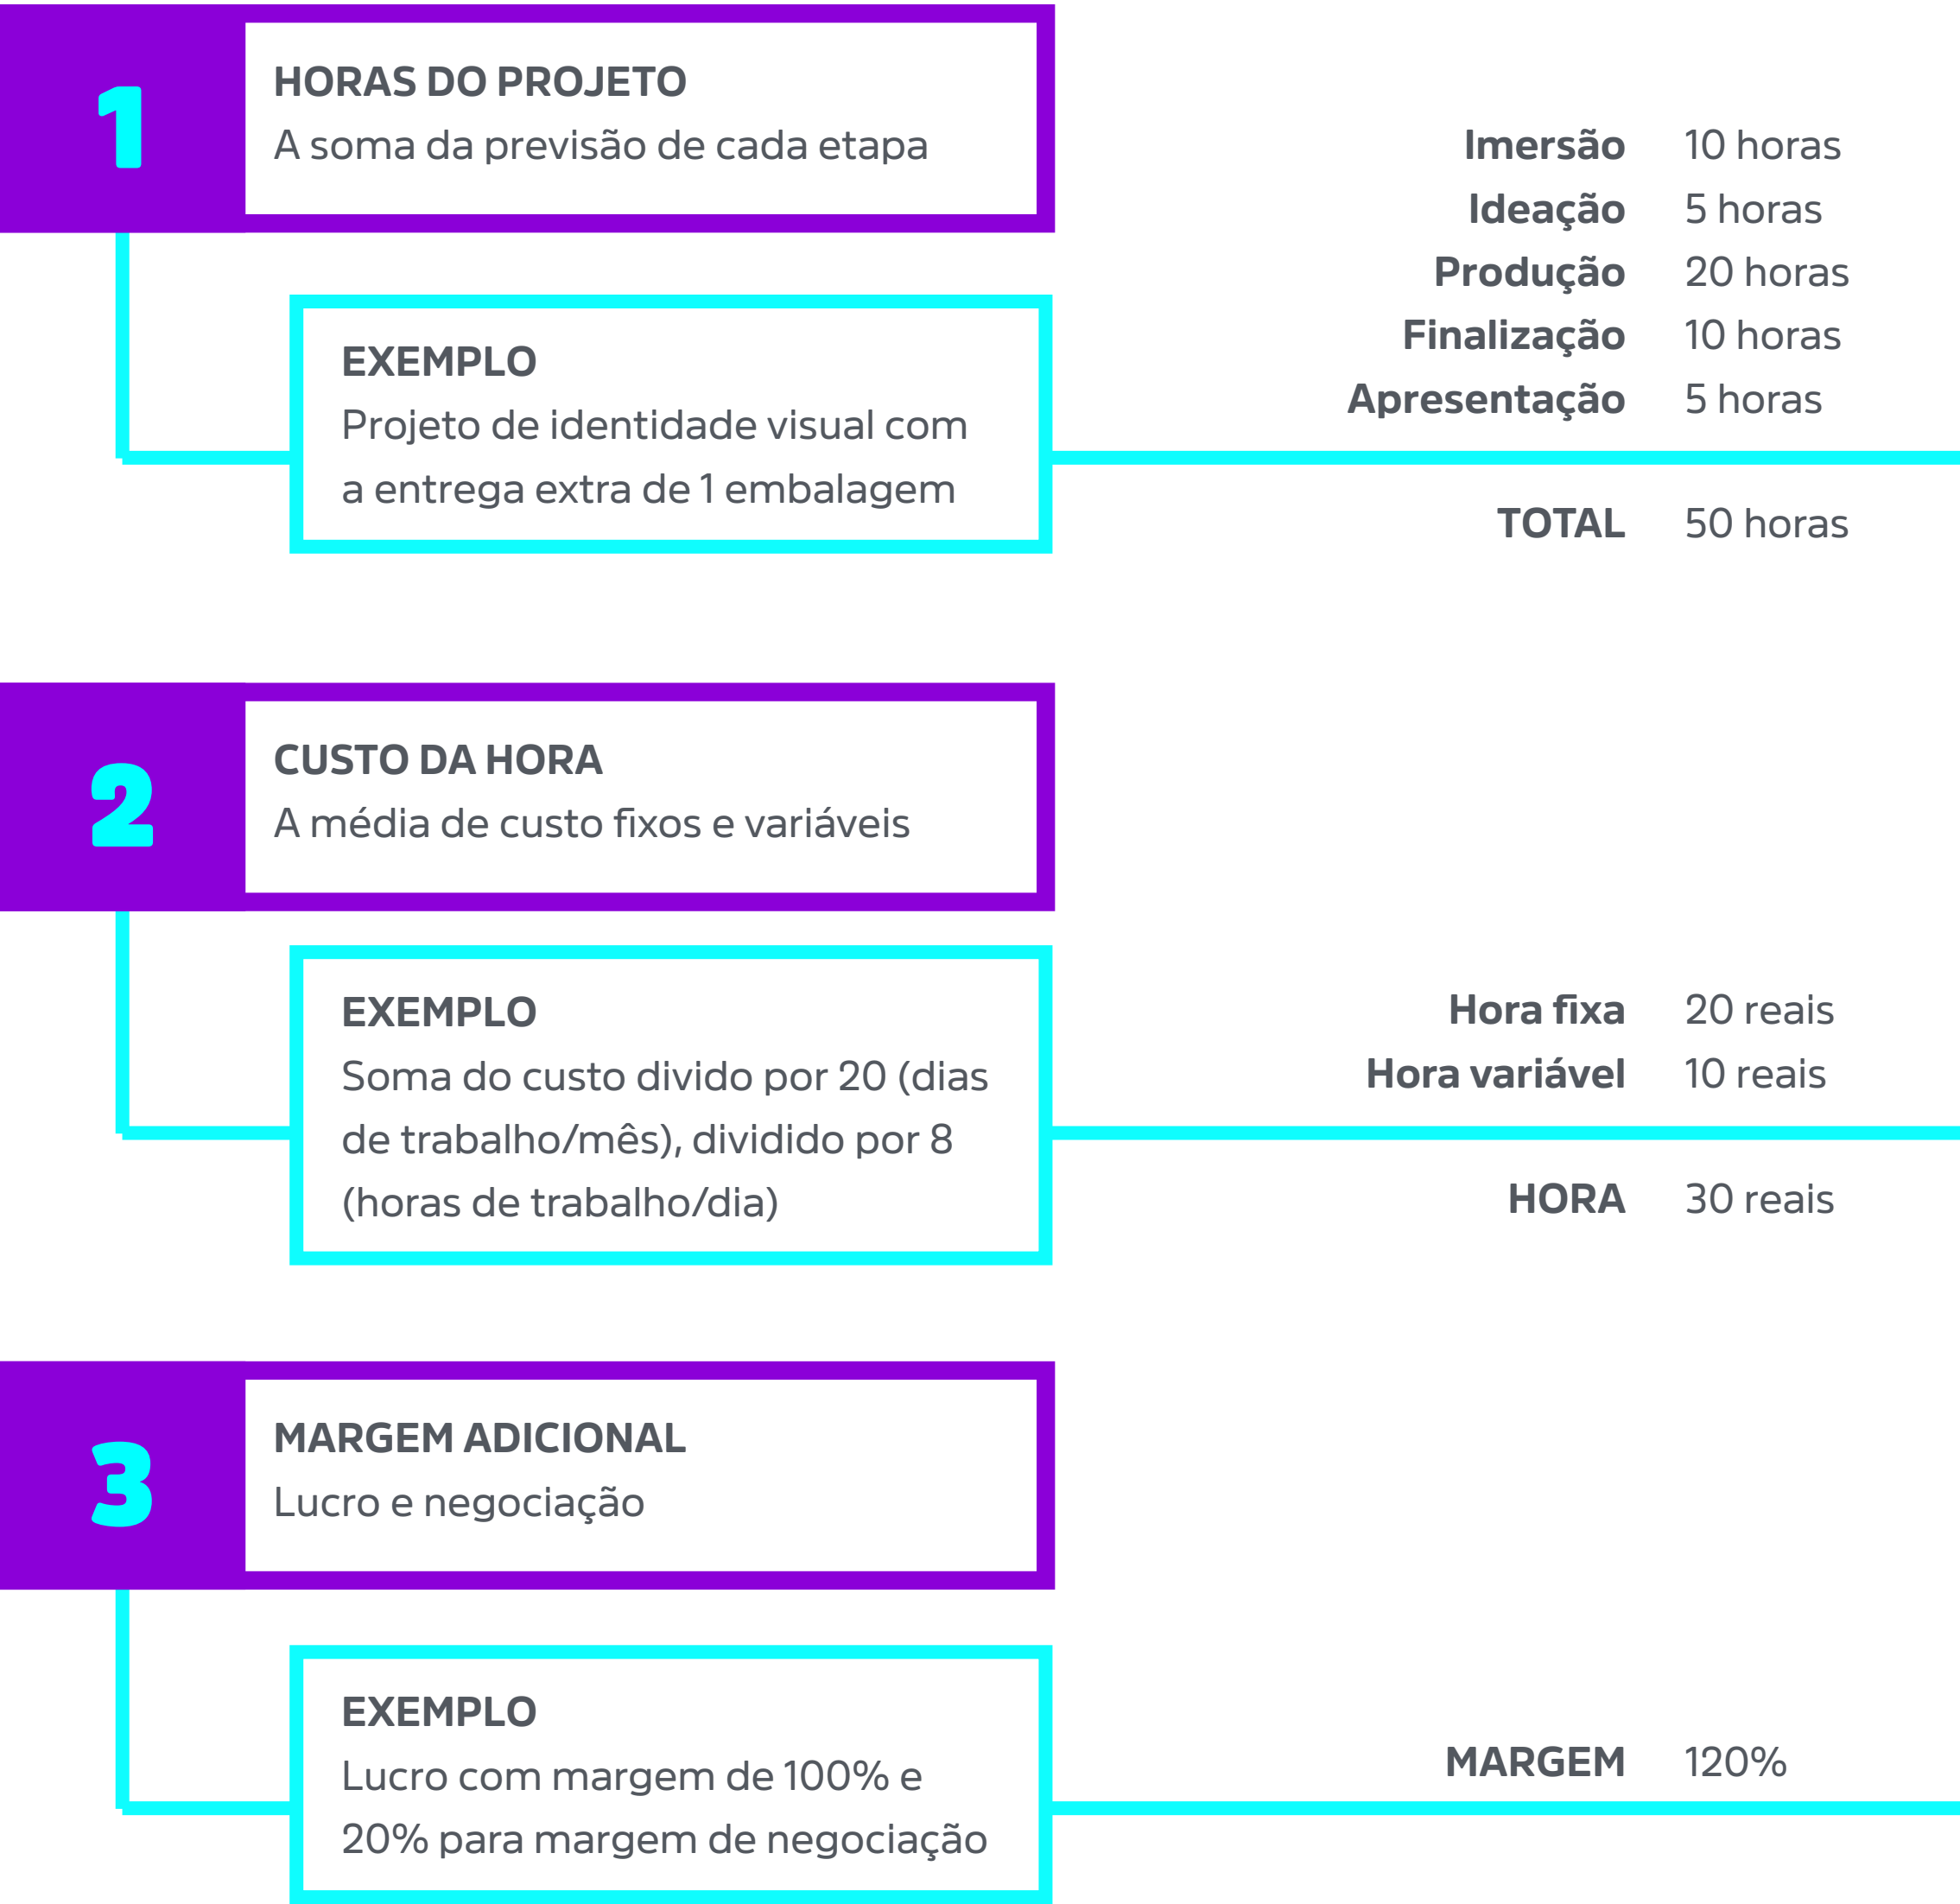 1
HORAS DO PROJETO
A soma da previsão de cada etapa
EXEMPLO
Projeto de identidade visual com
a entrega extra de 1 embalagem
Imersão 10 horas
Ideação 5 horas
Produção 20 horas
Finalização 10 horas
Apresentação 5 horas
TOTAL 50 horas
2
CUSTO DA HORA
A média de custo fixos e variáveis
EXEMPLO
Soma do custo divido por 20 (dias
de trabalho/mês), dividido por 8
(horas de trabalho/dia)
Hora fixa 20 reais
Hora variável 10 reais
HORA 30 reais
3
MARGEM ADICIONAL
Lucro e negociação
EXEMPLO
Lucro com margem de 100% e
20% para margem de negociação
MARGEM 120%